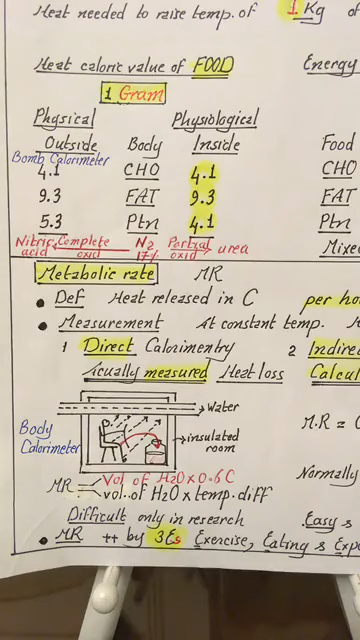 Heat needed to raise temp. of 1 Kg of
Heat caloric value of FOOD Energy
1 Gram
Physical Physiological
Outside Body Inside Food
Bomb Calorimeter
4.1 CHO 4.1 CHO
9.3 FAT 9.3 FAT
5.3 Ptn 4.1 Ptn
Nitric acid Complete oxid N2 17% Partial oxid urea Mixe
Metabolic rate MR
• Def Heat released in C per ho
• Measurement At constant temp.
1 Direct Calorimentry 2 Indire
Actually measured Heat loss Calcul
Water
Body Calorimeter insulated room M.R =
MR = Vol of H2O x 0.6 C Normally
= vol. of H2O x temp. diff
Difficult only in research Easy &
• MR ++ by 3Es Exercise, Eating & Expo